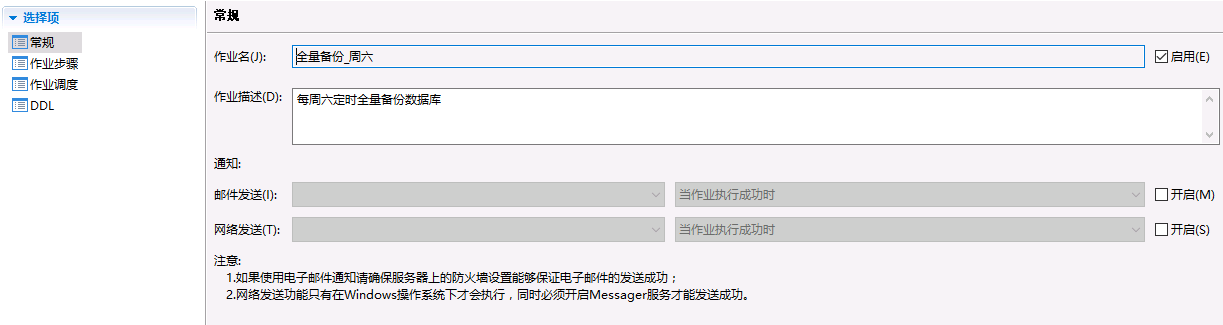 选择项
常规
作业步骤
作业调度
DDL
常规
作业名(J): 全量备份_周六 启用(E)
作业描述(D): 每周六定时全量备份数据库
通知:
邮件发送(I): 当作业执行成功时 开启(M)
网络发送(T): 当作业执行成功时 开启(S)
注意:
1.如果使用电子邮件通知请确保服务器上的防火墙设置能够保证电子邮件的发送成功；
2.网络发送功能只有在Windows操作系统下才会执行，同时必须开启Messager服务才能发送成功。